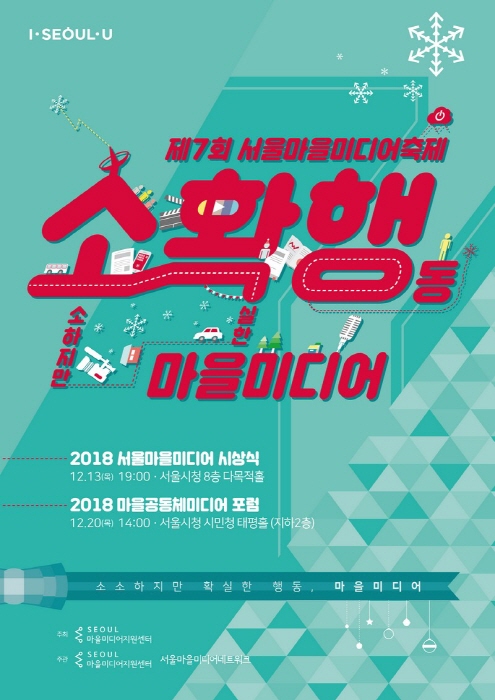 I·SEOUL·U
제7회 서울마을미디어축제
소확행동
소소하지만
확실한
마을미디어
2018 서울마을미디어 시상식
12.13(목) 19:00 · 서울시청 8층 다목적홀
2018 마을공동체미디어 포럼
12.20(목) 14:00 · 서울시청 시민청 태평홀 (지하2층)
소소하지만 확실한 행동, 마을미디어
주최 SEOUL 마을미디어지원센터
주관 SEOUL 마을미디어지원센터 서울마을미디어네트워크